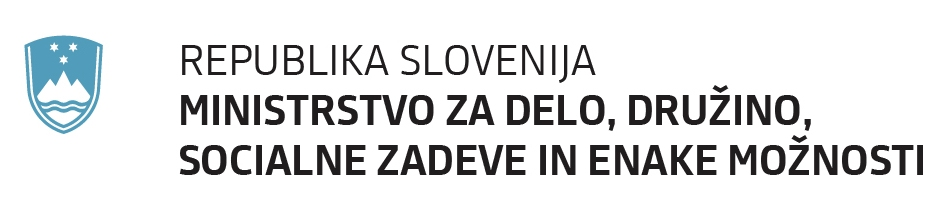 REPUBLIKA SLOVENIJA
MINISTRSTVO ZA DELO, DRUŽINO,
SOCIALNE ZADEVE IN ENAKE MOŽNOSTI